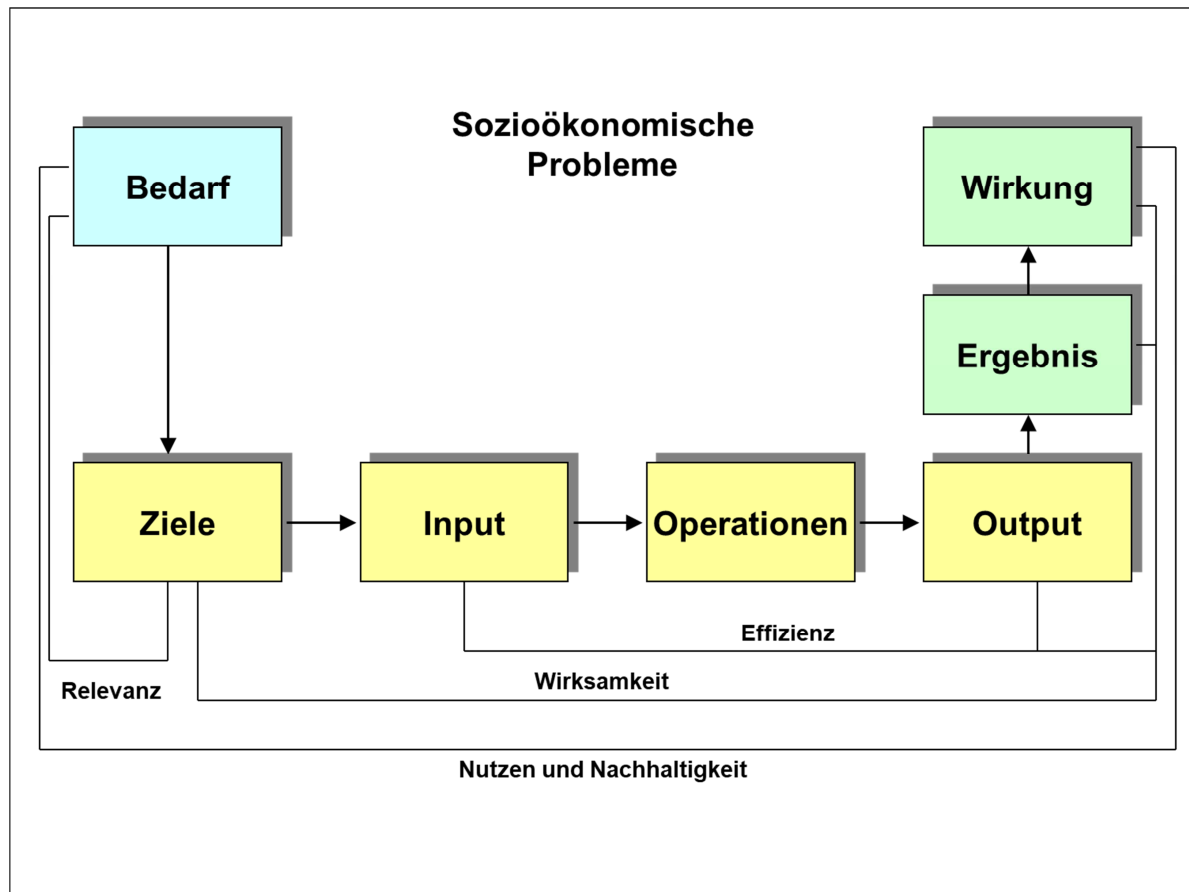 Sozioökonomische
Probleme
Bedarf
Wirkung
Ergebnis
Ziele
Input
Operationen
Output
Effizienz
Wirksamkeit
Relevanz
Nutzen und Nachhaltigkeit